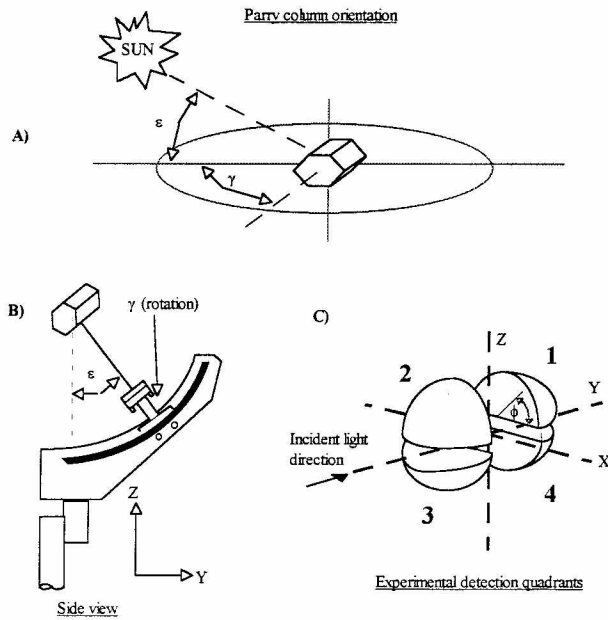 Parry column orientation
SUN
ε
A)
γ
B)
γ (rotation)
ε
Z
Y
Side view
C)
Z
1
2
Y
ϕ
Incident light
direction
X
3
4
Experimental detection quadrants